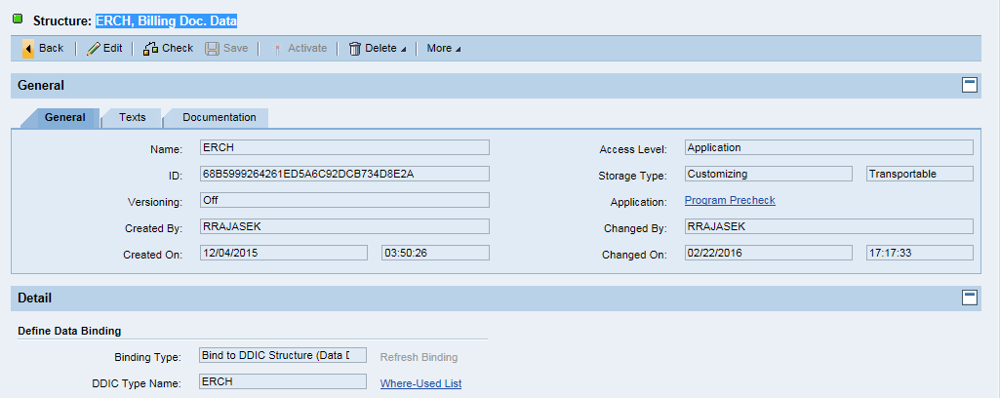 Structure: ERCH, Billing Doc. Data
Back Edit Check Save Activate Delete More
General
General Texts Documentation
Name: ERCH Access Level: Application
ID: 68B5999264261ED5A6C92DCB734D8E2A Storage Type: Customizing Transportable
Versioning: Off Application: Program Precheck
Created By: RRAJASEK Changed By: RRAJASEK
Created On: 12/04/2015 03:50:26 Changed On: 02/22/2016 17:17:33
Detail
Define Data Binding
Binding Type: Bind to DDIC Structure (Data D Refresh Binding
DDIC Type Name: ERCH Where-Used List